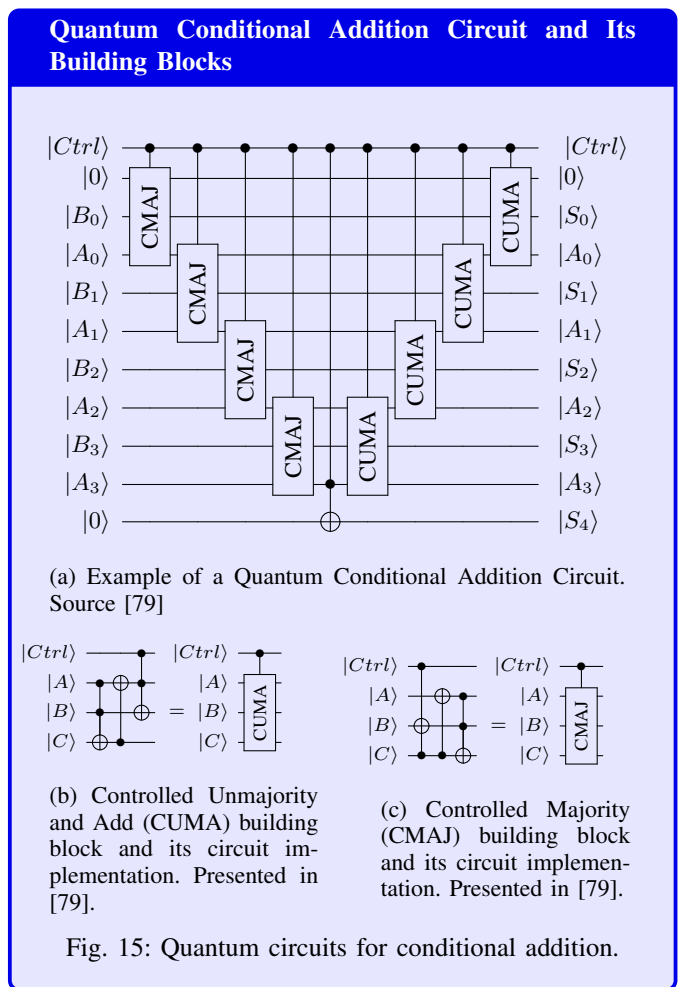 Quantum Conditional Addition Circuit and Its
Building Blocks
|Ctrl⟩ |Ctrl⟩
|0⟩ |0⟩
|B₀⟩ |S₀⟩
|A₀⟩ |A₀⟩
|B₁⟩ |S₁⟩
|A₁⟩ |A₁⟩
|B₂⟩ |S₂⟩
|A₂⟩ |A₂⟩
|B₃⟩ |S₃⟩
|A₃⟩ |A₃⟩
|0⟩ |S₄⟩
CMAJ
CMAJ
CMAJ
CMAJ
CUMA
CUMA
CUMA
CUMA
(a) Example of a Quantum Conditional Addition Circuit.
Source [79]
|Ctrl⟩ |Ctrl⟩
|A⟩ |A⟩
|B⟩ = |B⟩
|C⟩ |C⟩
CUMA
(b) Controlled Unmajority
and Add (CUMA) building
block and its circuit im-
plementation. Presented in
[79].
|Ctrl⟩ |Ctrl⟩
|A⟩ |A⟩
|B⟩ = |B⟩
|C⟩ |C⟩
CMAJ
(c) Controlled Majority
(CMAJ) building block
and its circuit implemen-
tation. Presented in [79].
Fig. 15: Quantum circuits for conditional addition.